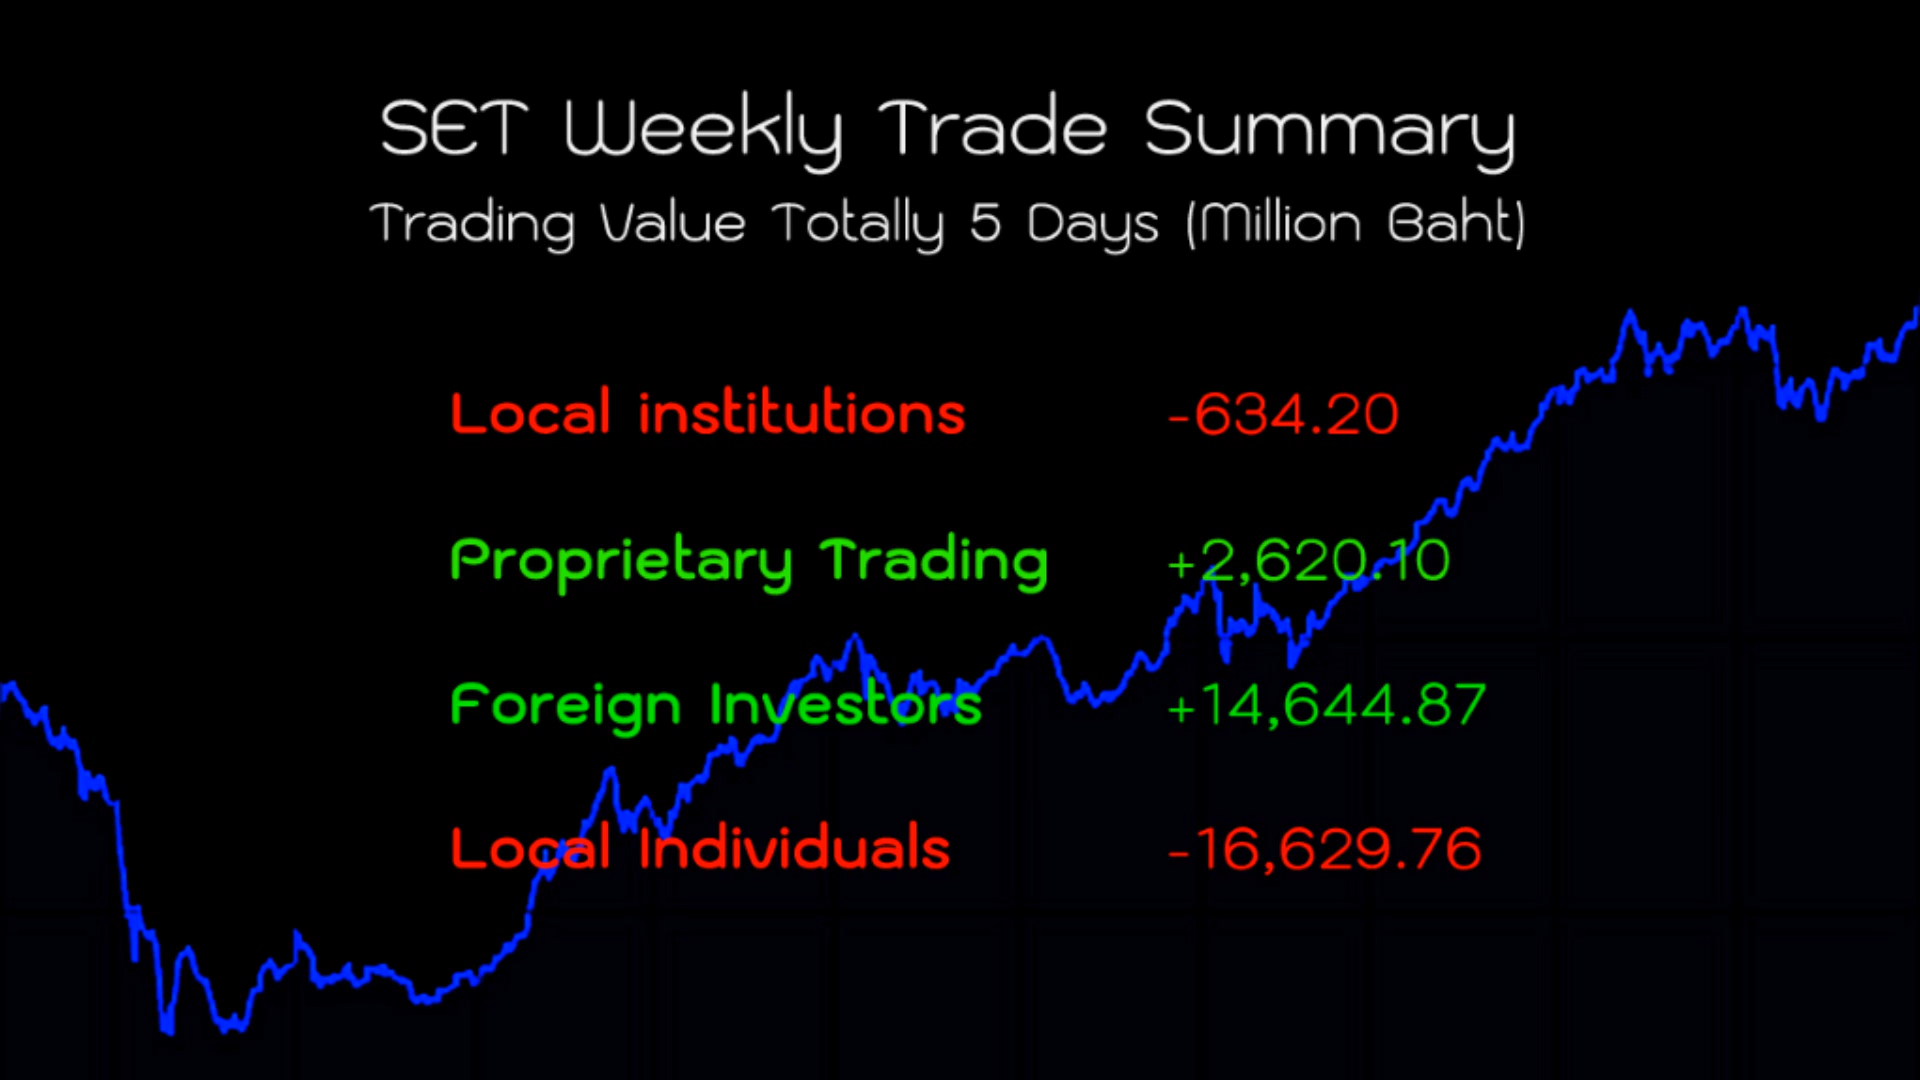 SET Weekly Trade Summary
Trading Value Totally 5 Days (Million Baht)
Local institutions -634.20
Proprietary Trading +2,620.10
Foreign Investors +14,644.87
Local Individuals -16,629.76